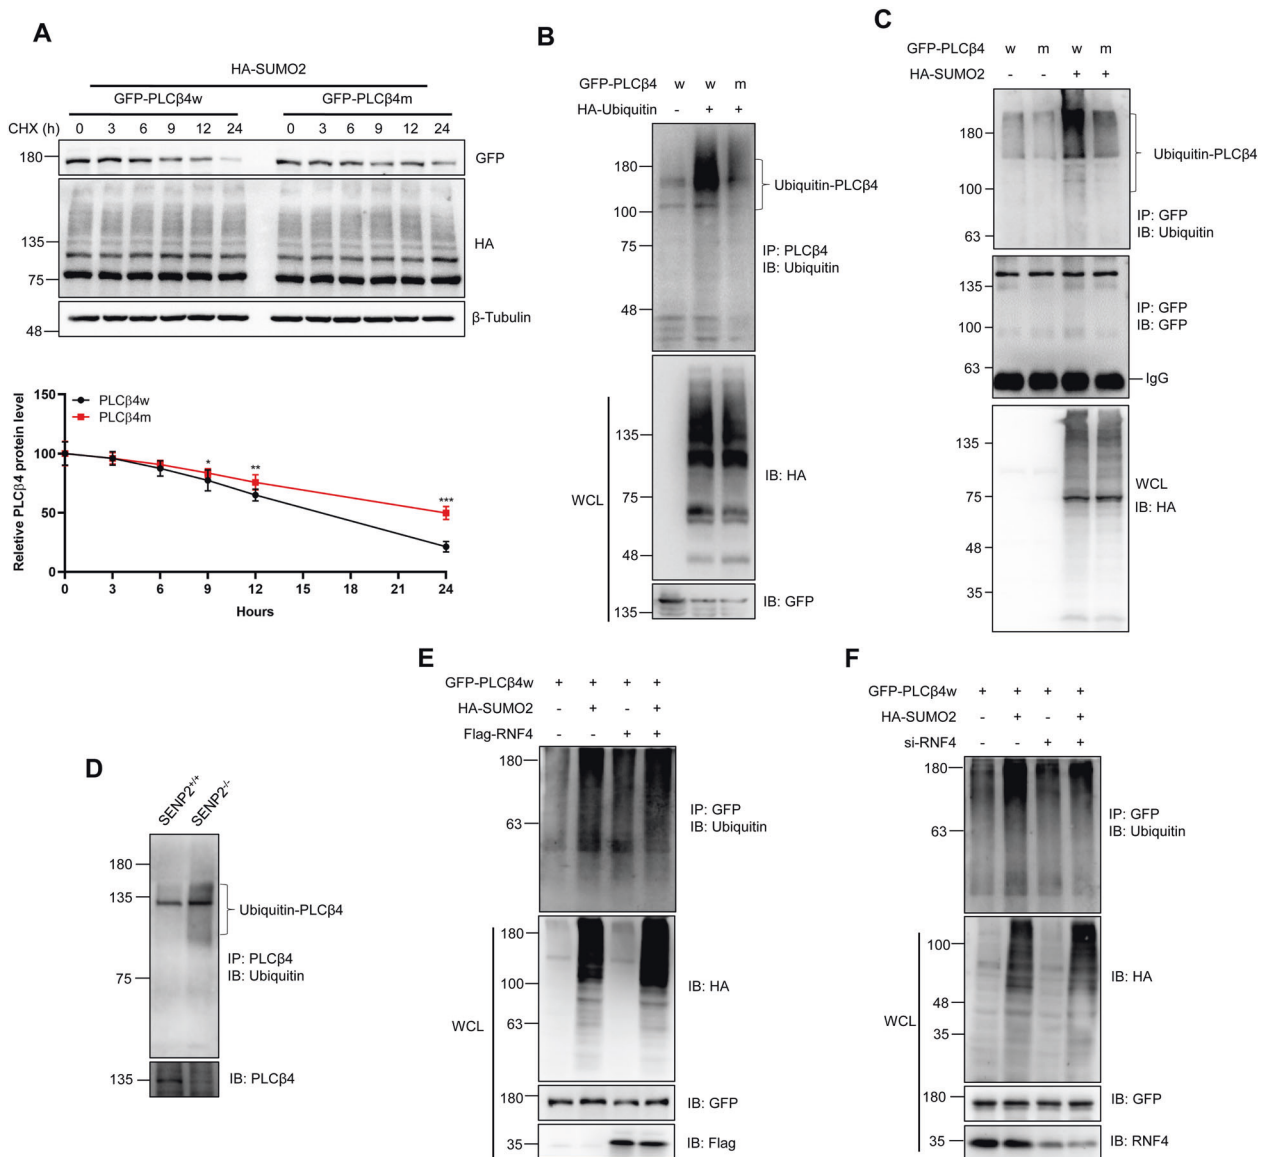 A
HA-SUMO2
GFP-PLCβ4w GFP-PLCβ4m
CHX (h) 0 3 6 9 12 24 0 3 6 9 12 24
180
GFP
135
HA
75
β-Tubulin
48
Reletive PLCβ4 protein level
150
100
50
0
PLCβ4w
PLCβ4m
* ** ***
0 3 6 9 12 15 18 21 24
Hours
B
GFP-PLCβ4 w w m
HA-Ubiquitin - + +
180
Ubiquitin-PLCβ4
100
75
IP: PLCβ4
IB: Ubiquitin
48
135
IB: HA
75
WCL
48
IB: GFP
135
C
GFP-PLCβ4 w m w m
HA-SUMO2 - - + +
180
Ubiquitin-PLCβ4
100
IP: GFP
63
IB: Ubiquitin
135
IP: GFP
IB: GFP
100
63
IgG
135
WCL
75
IB: HA
48
35
D
SENP2+/+ SENP2-/-
180
135
Ubiquitin-PLCβ4
IP: PLCβ4
IB: Ubiquitin
75
135
IB: PLCβ4
E
GFP-PLCβ4w + + + +
HA-SUMO2 - + - +
Flag-RNF4 - - + +
180
IP: GFP
63
IB: Ubiquitin
180
100
IB: HA
63
WCL
180
IB: GFP
35
IB: Flag
F
GFP-PLCβ4w + + + +
HA-SUMO2 - + - +
si-RNF4 - - + +
180
IP: GFP
63
IB: Ubiquitin
100
IB: HA
48
WCL
35
180
IB: GFP
35
IB: RNF4